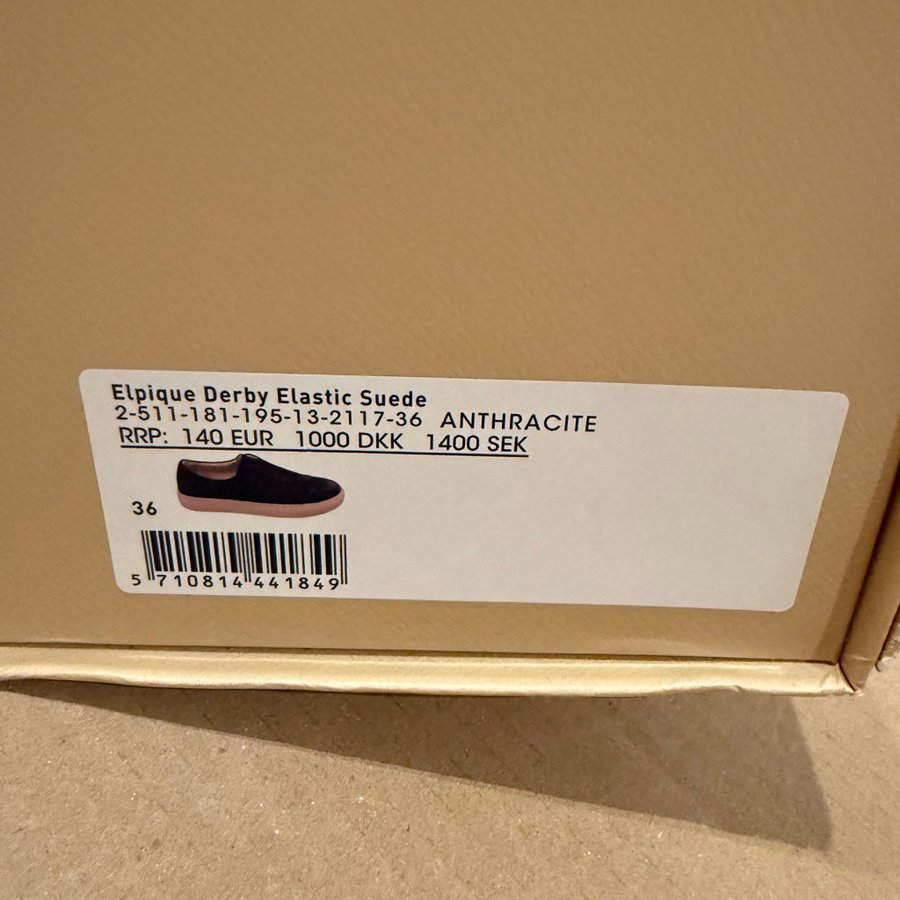 Elpique Derby Elastic Suede
2-511-181-195-13-2117-36 ANTHRACITE
RRP: 140 EUR 1000 DKK 1400 SEK
36
5 710814 441849